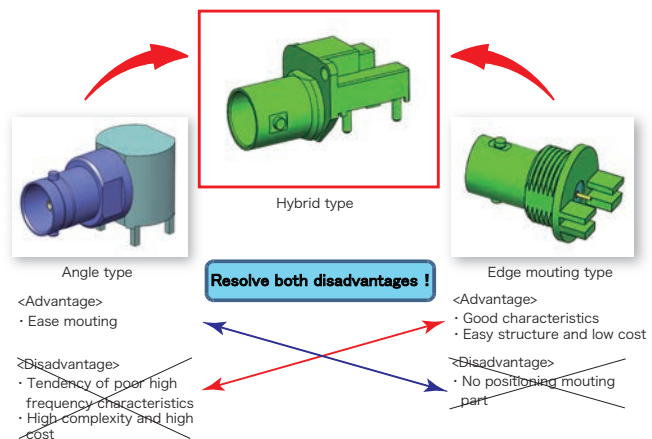 Hybrid type
Angle type
Edge mouting type
Resolve both disadvantages !
<Advantage>
・Ease mouting
<Disadvantage>
・Tendency of poor high
frequency characteristics
・High complexity and high
cost
<Advantage>
・Good characteristics
・Easy structure and low cost
<Disadvantage>
・No positioning mouting
part